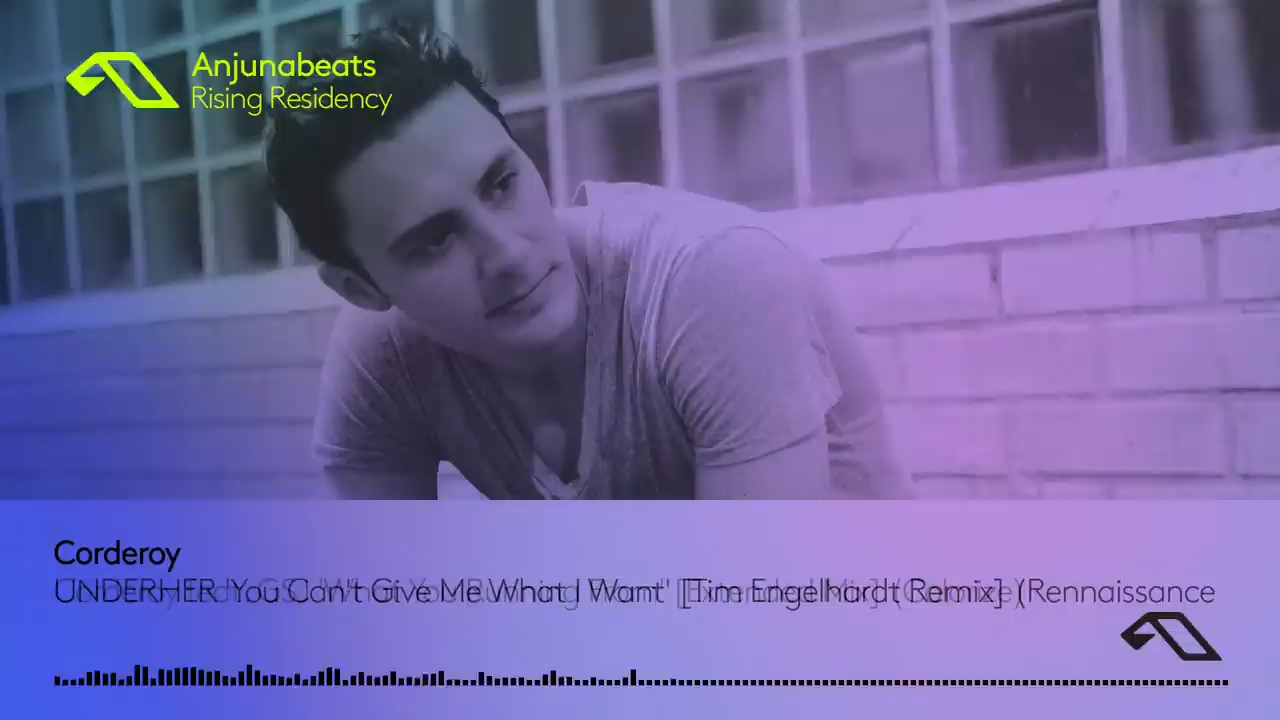 Anjunabeats
Rising Residency
Corderoy
UNDERHER 'You Can't Give Me What I Want' [Tim Engelhardt Remix] (Rennaissance